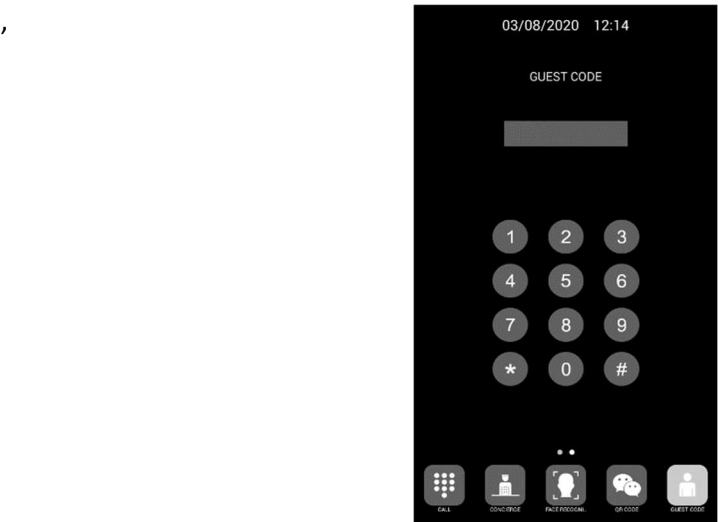 ,
03/08/2020 12:14
GUEST CODE
1 2 3
4 5 6
7 8 9
* 0 #
CALL CONCIERGE FACE RECOGNI.. QR CODE GUEST CODE